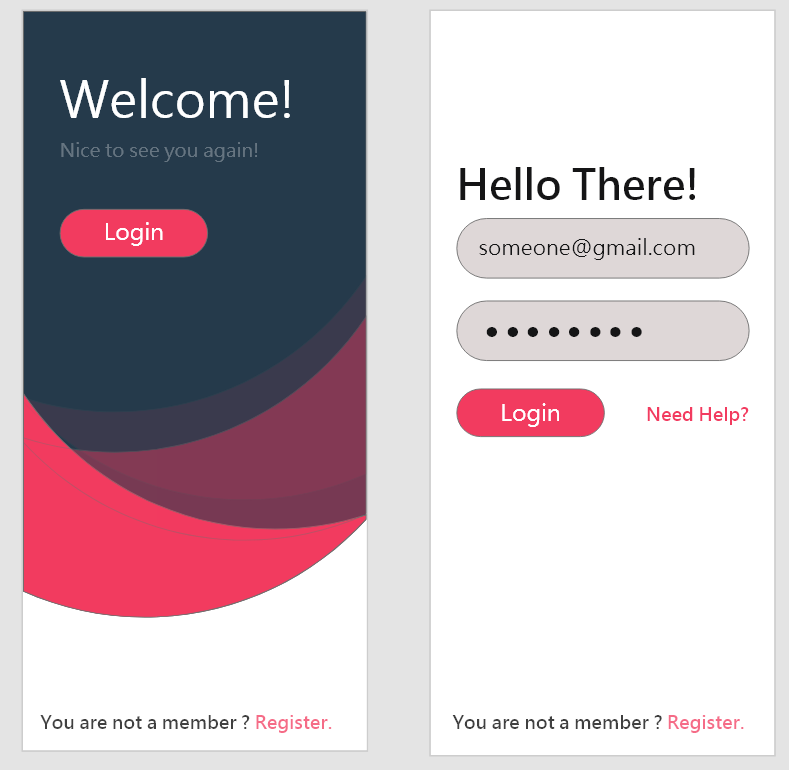 Welcome!
Nice to see you again!
Login
You are not a member ? Register.
Hello There!
someone@gmail.com
● ● ● ● ● ● ● ●
Login
Need Help?
You are not a member ? Register.